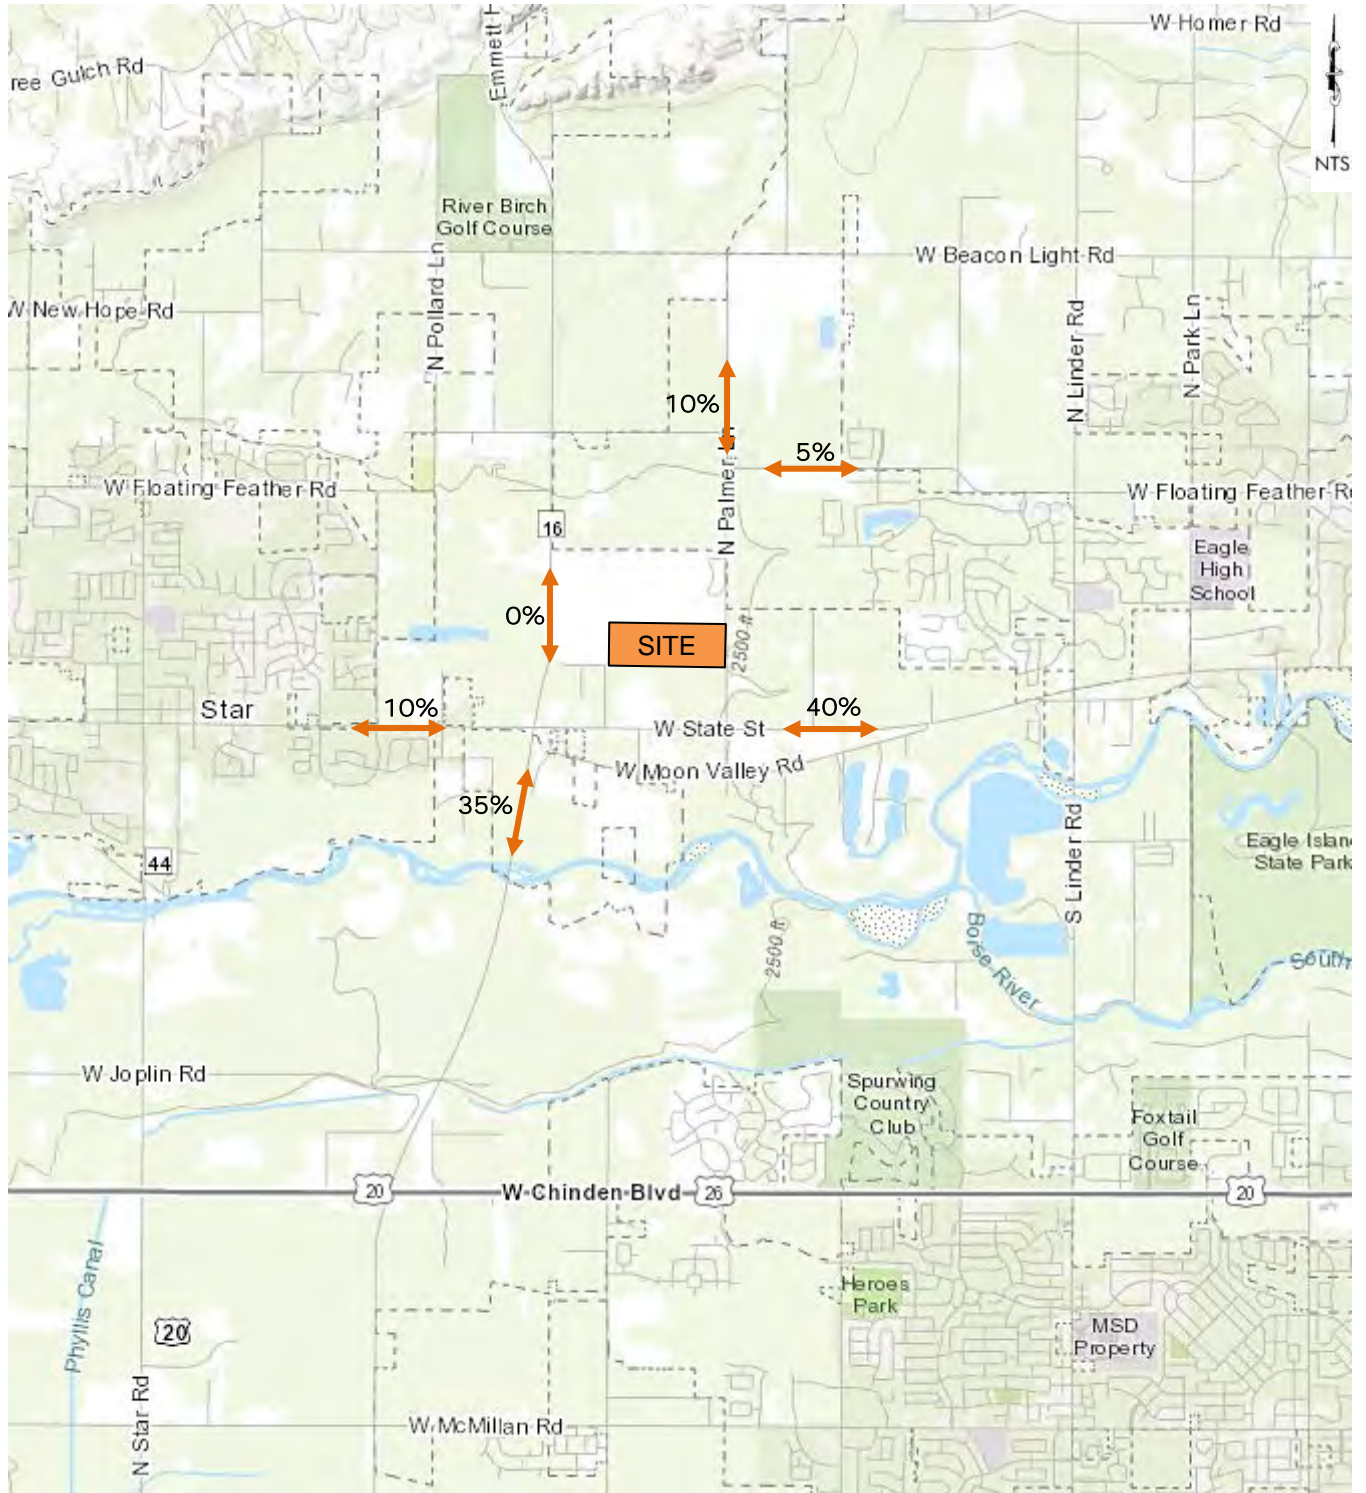 W Homer Rd
ree Gulch Rd
Emmett H
NTS
River Birch
Golf Course
W Beacon Light Rd
N Pollard Ln
W New Hope Rd
N Linder Rd
N Park Ln
10%
5%
N Palmer Ln
W Floating Feather Rd
W Floating Feather Rd
16
Eagle
High
School
0%
SITE
2500 ft
Star
10%
40%
W State St
W Moon Valley Rd
35%
44
S Linder Rd
Eagle Island
State Park
Boise River
2500 ft
South
W Joplin Rd
Spurwing
Country
Club
Foxtail
Golf
Course
20
W Chinden Blvd
26
20
Phyllis Canal
Heroes
Park
20
MSD
Property
N Star Rd
W McMillan Rd